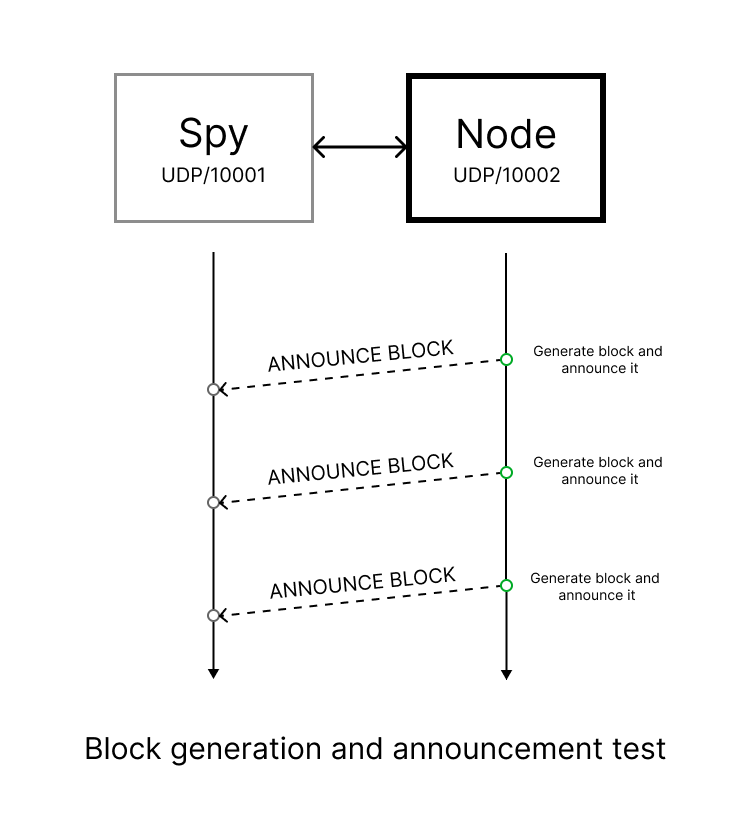 Spy
UDP/10001
Node
UDP/10002
ANNOUNCE BLOCK
Generate block and
announce it
ANNOUNCE BLOCK
Generate block and
announce it
ANNOUNCE BLOCK
Generate block and
announce it
Block generation and announcement test